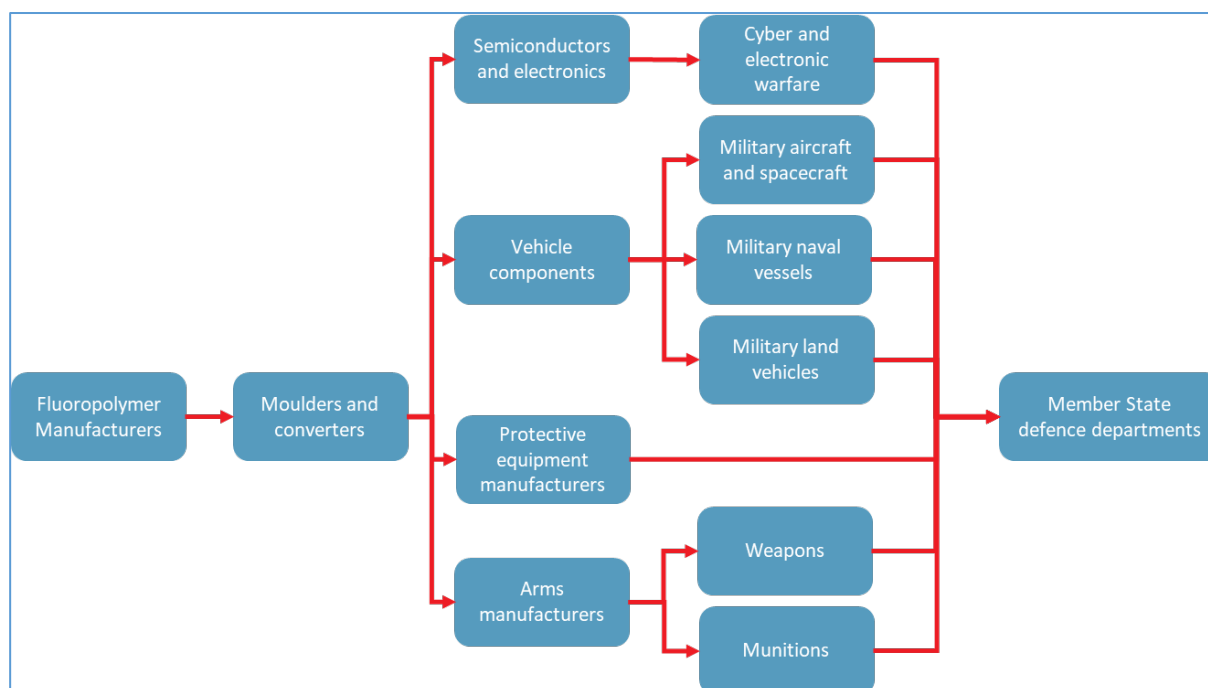 Semiconductors
and electronics
Cyber and
electronic
warfare
Military aircraft
and spacecraft
Vehicle
components
Military naval
vessels
Military land
vehicles
Fluoropolymer
Manufacturers
Moulders and
converters
Member State
defence departments
Protective
equipment
manufacturers
Weapons
Arms
manufacturers
Munitions